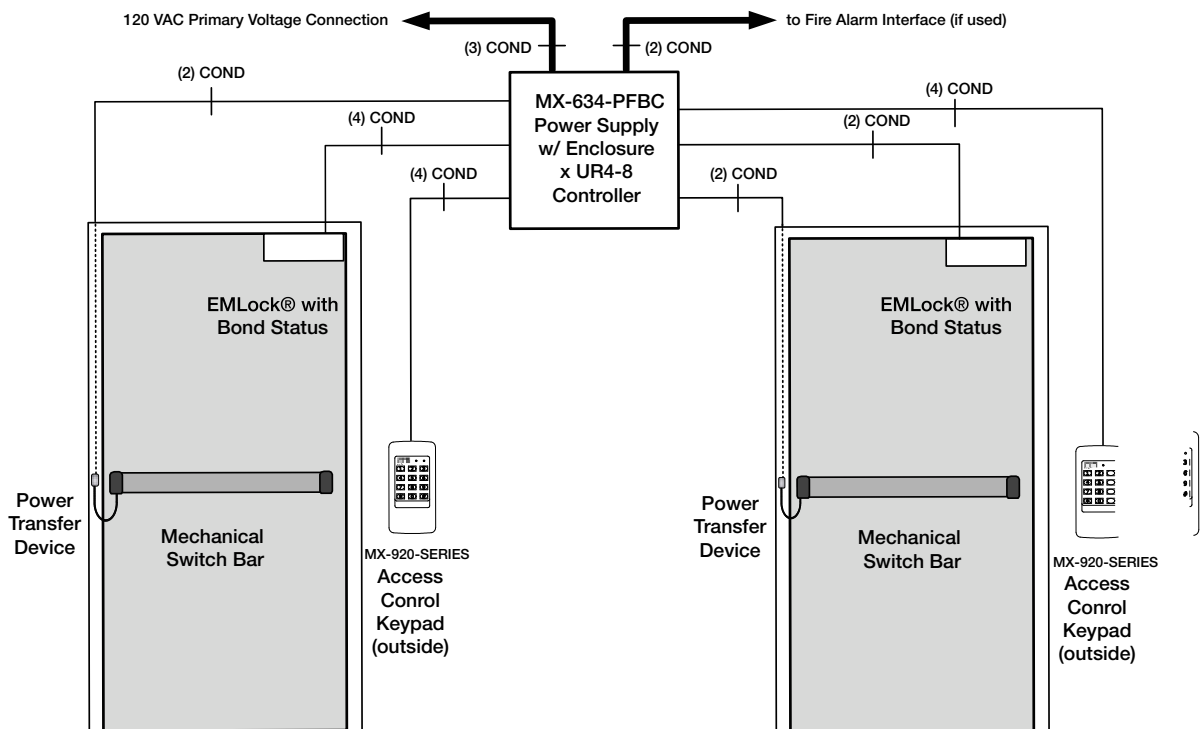 120 VAC Primary Voltage Connection
to Fire Alarm Interface (if used)
(3) COND
(2) COND
(2) COND
(4) COND
(4) COND
MX-634-PFBC
Power Supply
w/ Enclosure
x UR4-8
Controller
(4) COND
(2) COND
(2) COND
EMLock® with
Bond Status
EMLock® with
Bond Status
Power
Transfer
Device
Mechanical
Switch Bar
MX-920-SERIES
Access
Conrol
Keypad
(outside)
Power
Transfer
Device
Mechanical
Switch Bar
MX-920-SERIES
Access
Conrol
Keypad
(outside)